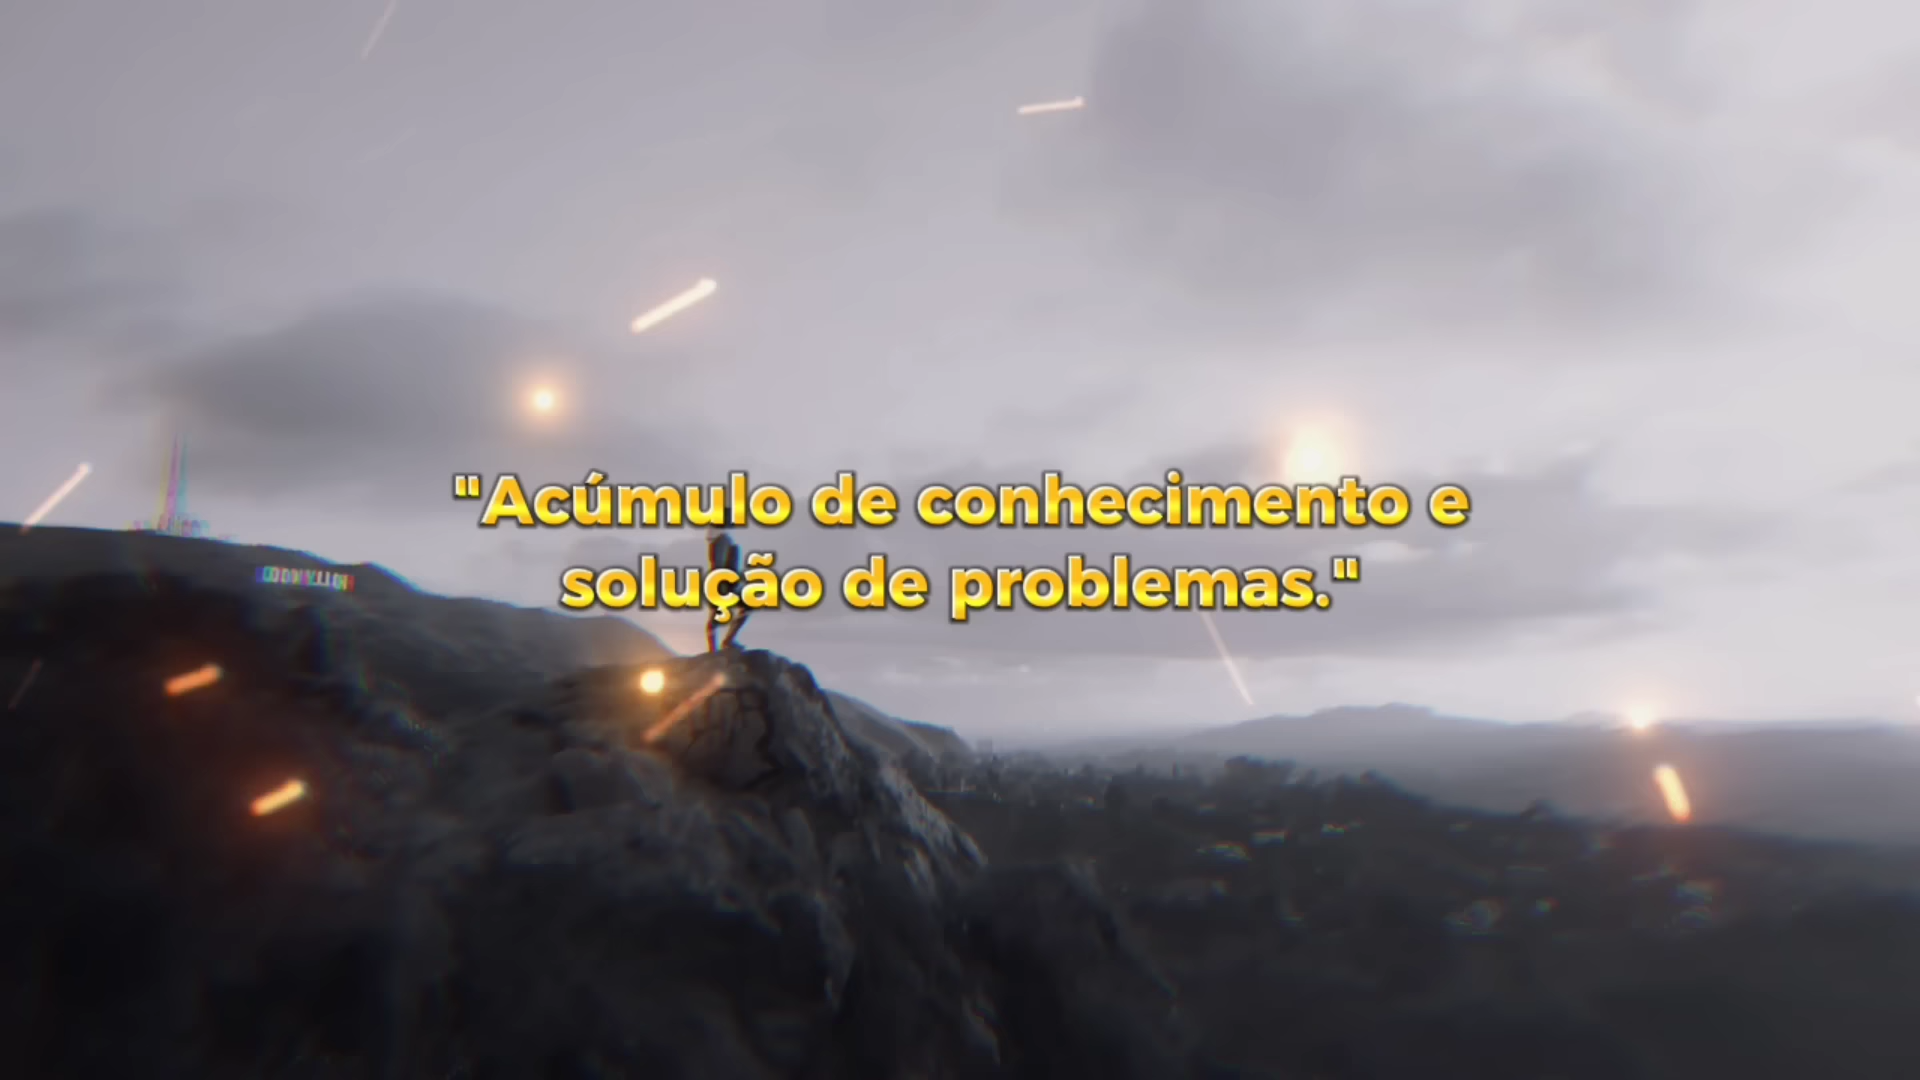 "Acúmulo de conhecimento e
solução de problemas."